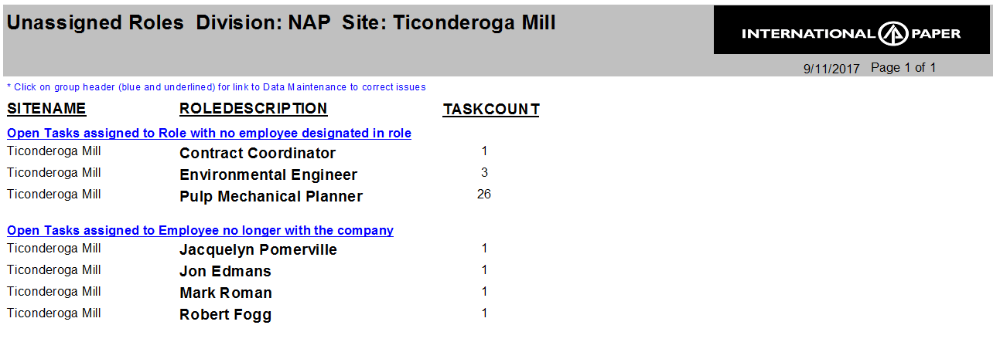 Unassigned Roles Division: NAP Site: Ticonderoga Mill
INTERNATIONAL PAPER
9/11/2017 Page 1 of 1
* Click on group header (blue and underlined) for link to Data Maintenance to correct issues
SITENAME ROLEDESCRIPTION TASKCOUNT
Open Tasks assigned to Role with no employee designated in role
Ticonderoga Mill Contract Coordinator 1
Ticonderoga Mill Environmental Engineer 3
Ticonderoga Mill Pulp Mechanical Planner 26
Open Tasks assigned to Employee no longer with the company
Ticonderoga Mill Jacquelyn Pomerville 1
Ticonderoga Mill Jon Edmans 1
Ticonderoga Mill Mark Roman 1
Ticonderoga Mill Robert Fogg 1